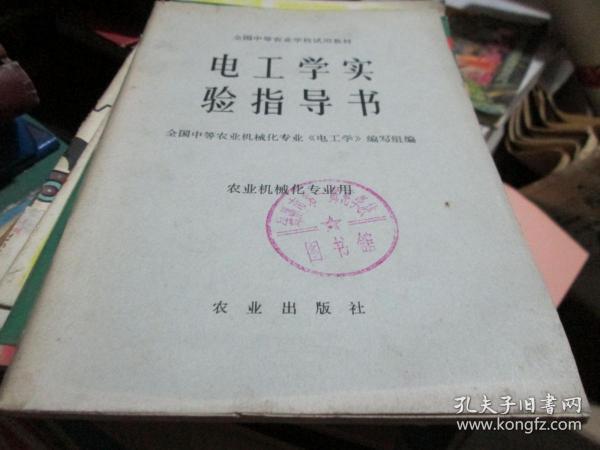 全国中等农业学校试用教材
电工学实
验指导书
全国中等农业机械化专业《电工学》编写组编
农业机械化专业用
图书馆
农业出版社
孔夫子旧书网
www.kongfz.com